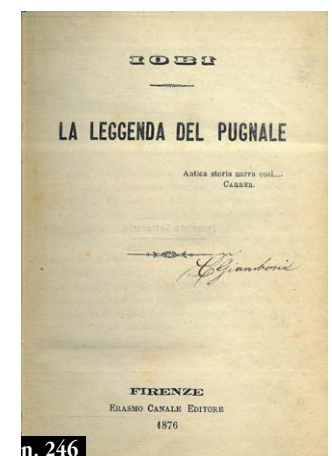 IOBI
LA LEGGENDA DEL PUGNALE
Antica storia narra così....
CARRER.
FIRENZE
ERASMO CANALE EDITORE
1876
n. 246